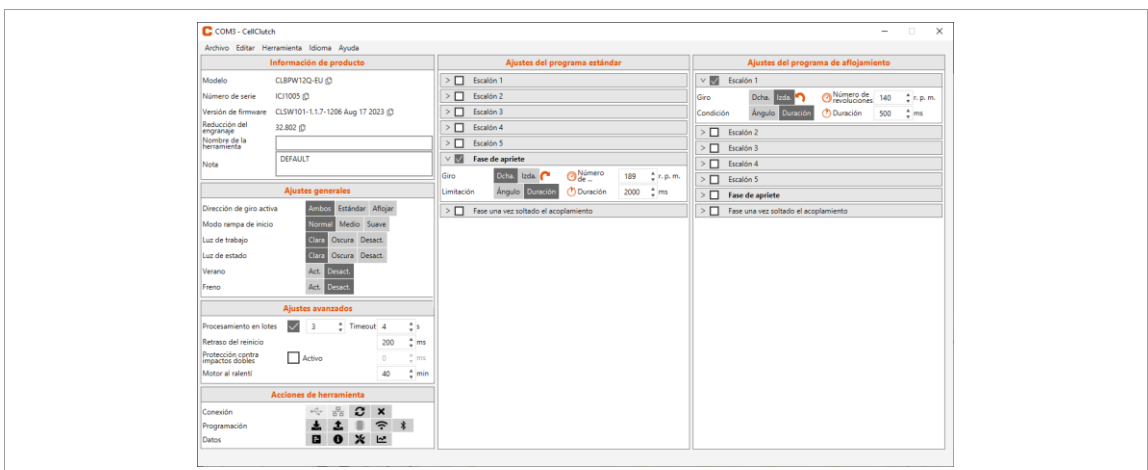 COM3 - CellClutch
Archivo Editar Herramienta Idioma Ayuda
Información de producto
Modelo CLBPW12Q-EU
Número de serie ICJ1005
Versión de firmware CLSW101-1.1.7-1206 Aug 17 2023
Reducción del engranaje 32.802
Nombre de la herramienta
Nota DEFAULT
Ajustes generales
Dirección de giro activa Ambos Estándar Aflojar
Modo rampa de inicio Normal Medio Suave
Luz de trabajo Clara Oscura Desact.
Luz de estado Clara Oscura Desact.
Verano Act. Desact.
Freno Act. Desact.
Ajustes avanzados
Procesamiento en lotes 3 Timeout 4 s
Retraso del reinicio 200 ms
Protección contra impactos dobles Activo 0 ms
Motor al ralentí 40 min
Acciones de herramienta
Conexión
Programación
Datos
Ajustes del programa estándar
> Escalón 1
> Escalón 2
> Escalón 3
> Escalón 4
> Escalón 5
Fase de apriete
Giro Dcha. Izda. Número de ... 189 r. p. m.
Limitación Ángulo Duración Duración 2000 ms
> Fase una vez soltado el acoplamiento
Ajustes del programa de aflojamiento
Escalón 1
Giro Dcha. Izda. Número de revoluciones 140 r. p. m.
Condición Ángulo Duración Duración 500 ms
> Escalón 2
> Escalón 3
> Escalón 4
> Escalón 5
> Fase de apriete
> Fase una vez soltado el acoplamiento